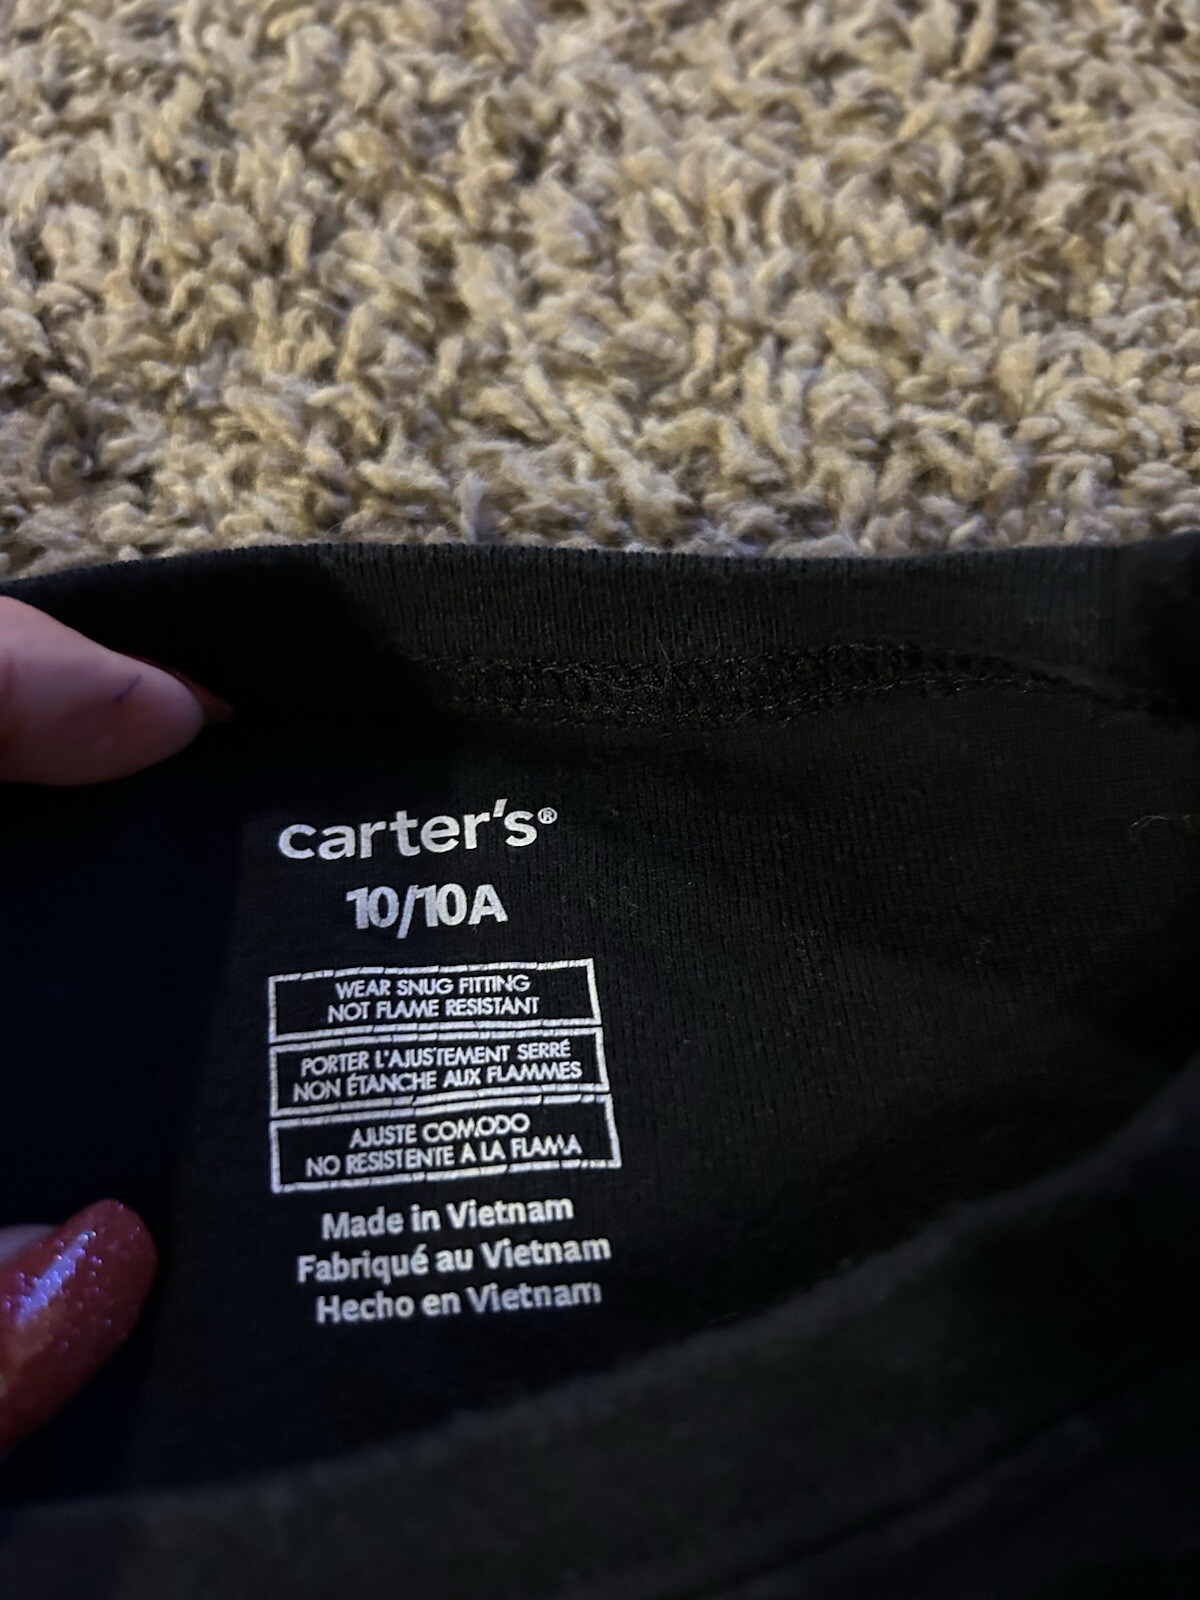 carter's®
10/10A
WEAR SNUG FITTING
NOT FLAME RESISTANT
PORTER L'AJUSTEMENT SERRÉ
NON ÉTANCHE AUX FLAMMES
AJUSTE COMODO
NO RESISTENTE A LA FLAMA
Made in Vietnam
Fabriqué au Vietnam
Hecho en Vietnam